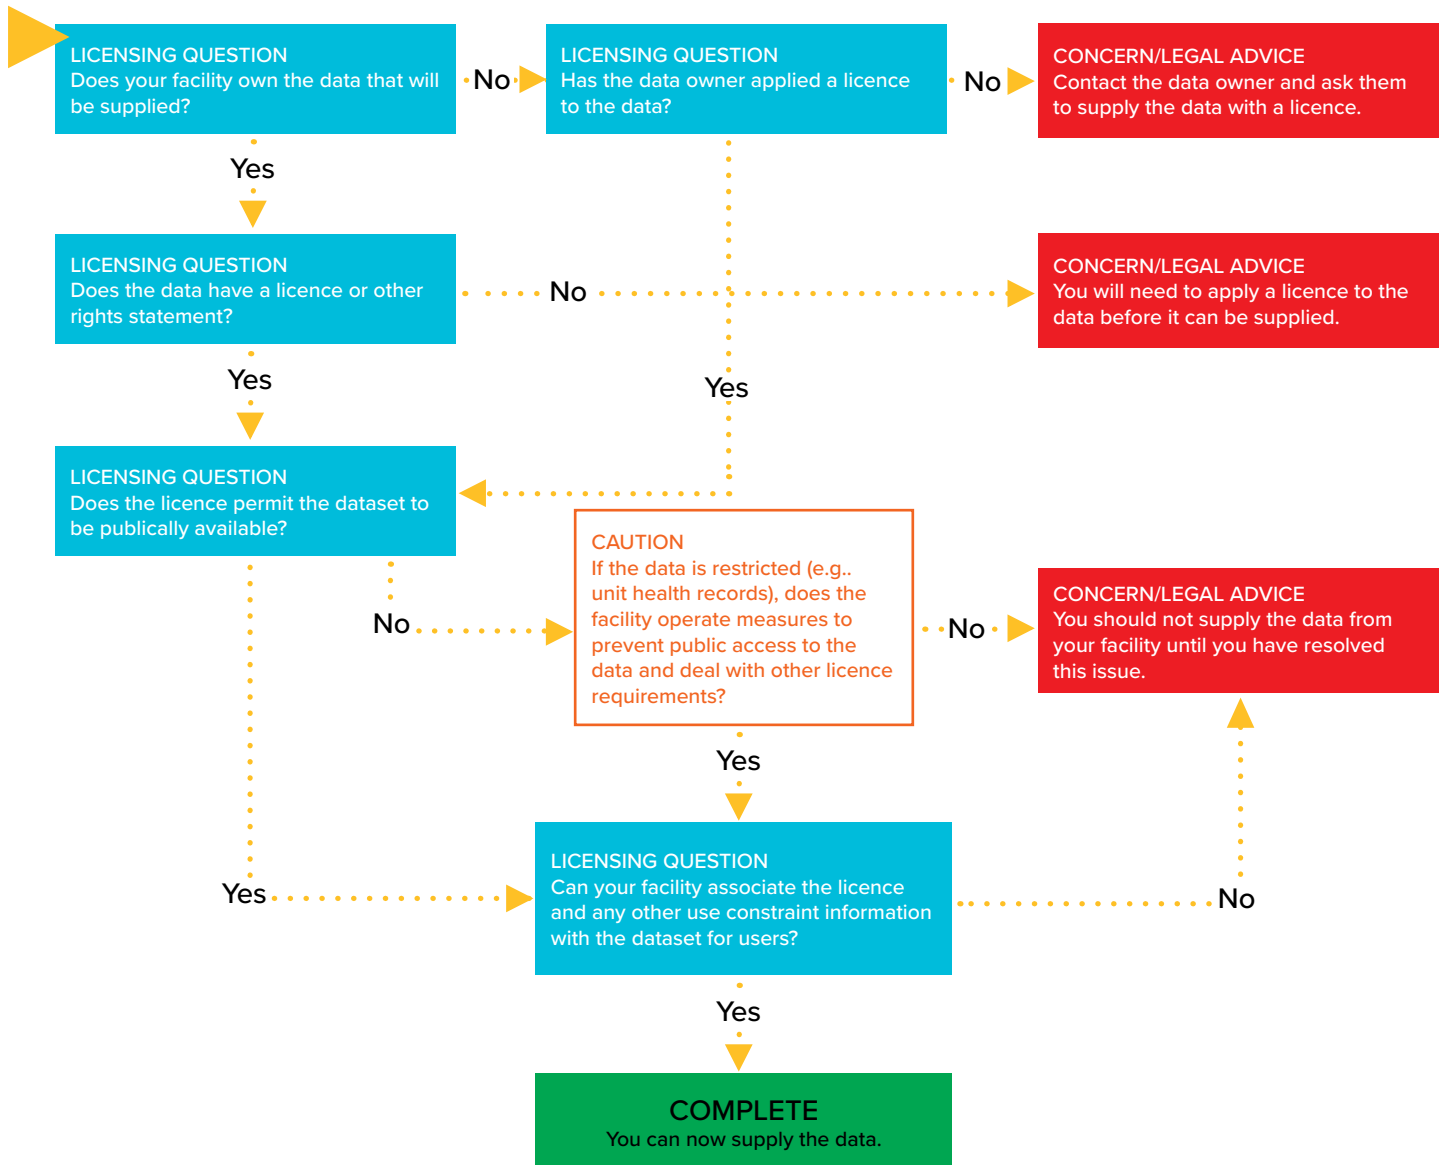 LICENSING QUESTION
Does your facility own the data that will
be supplied?
No
LICENSING QUESTION
Has the data owner applied a licence
to the data?
No
CONCERN/LEGAL ADVICE
Contact the data owner and ask them
to supply the data with a licence.
Yes
LICENSING QUESTION
Does the data have a licence or other
rights statement?
No
CONCERN/LEGAL ADVICE
You will need to apply a licence to the
data before it can be supplied.
Yes
Yes
LICENSING QUESTION
Does the licence permit the dataset to
be publically available?
No
CAUTION
If the data is restricted (e.g..
unit health records), does the
facility operate measures to
prevent public access to the
data and deal with other licence
requirements?
No
CONCERN/LEGAL ADVICE
You should not supply the data from
your facility until you have resolved
this issue.
Yes
Yes
LICENSING QUESTION
Can your facility associate the licence
and any other use constraint information
with the dataset for users?
No
Yes
COMPLETE
You can now supply the data.